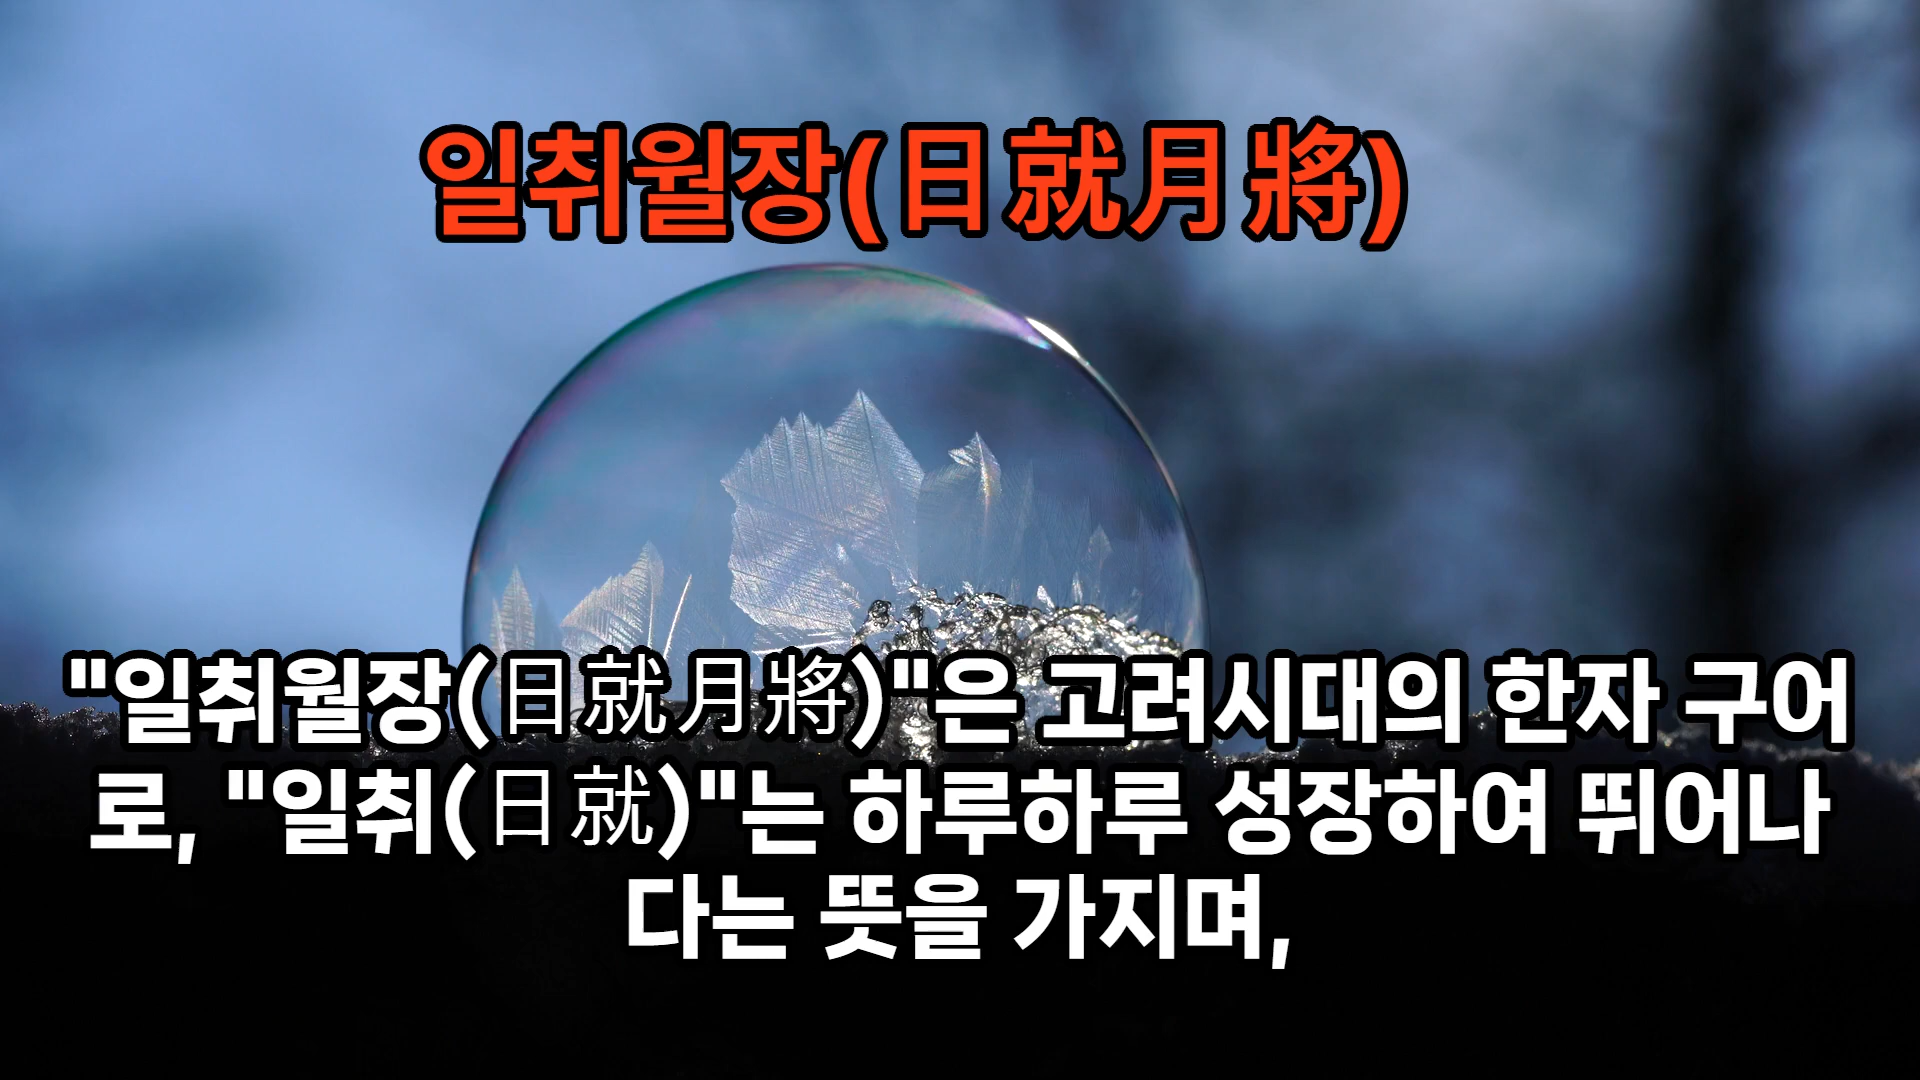 일취월장(日就月將)
"일취월장(日就月將)"은 고려시대의 한자 구어
로, "일취(日就)"는 하루하루 성장하여 뛰어나
다는 뜻을 가지며,